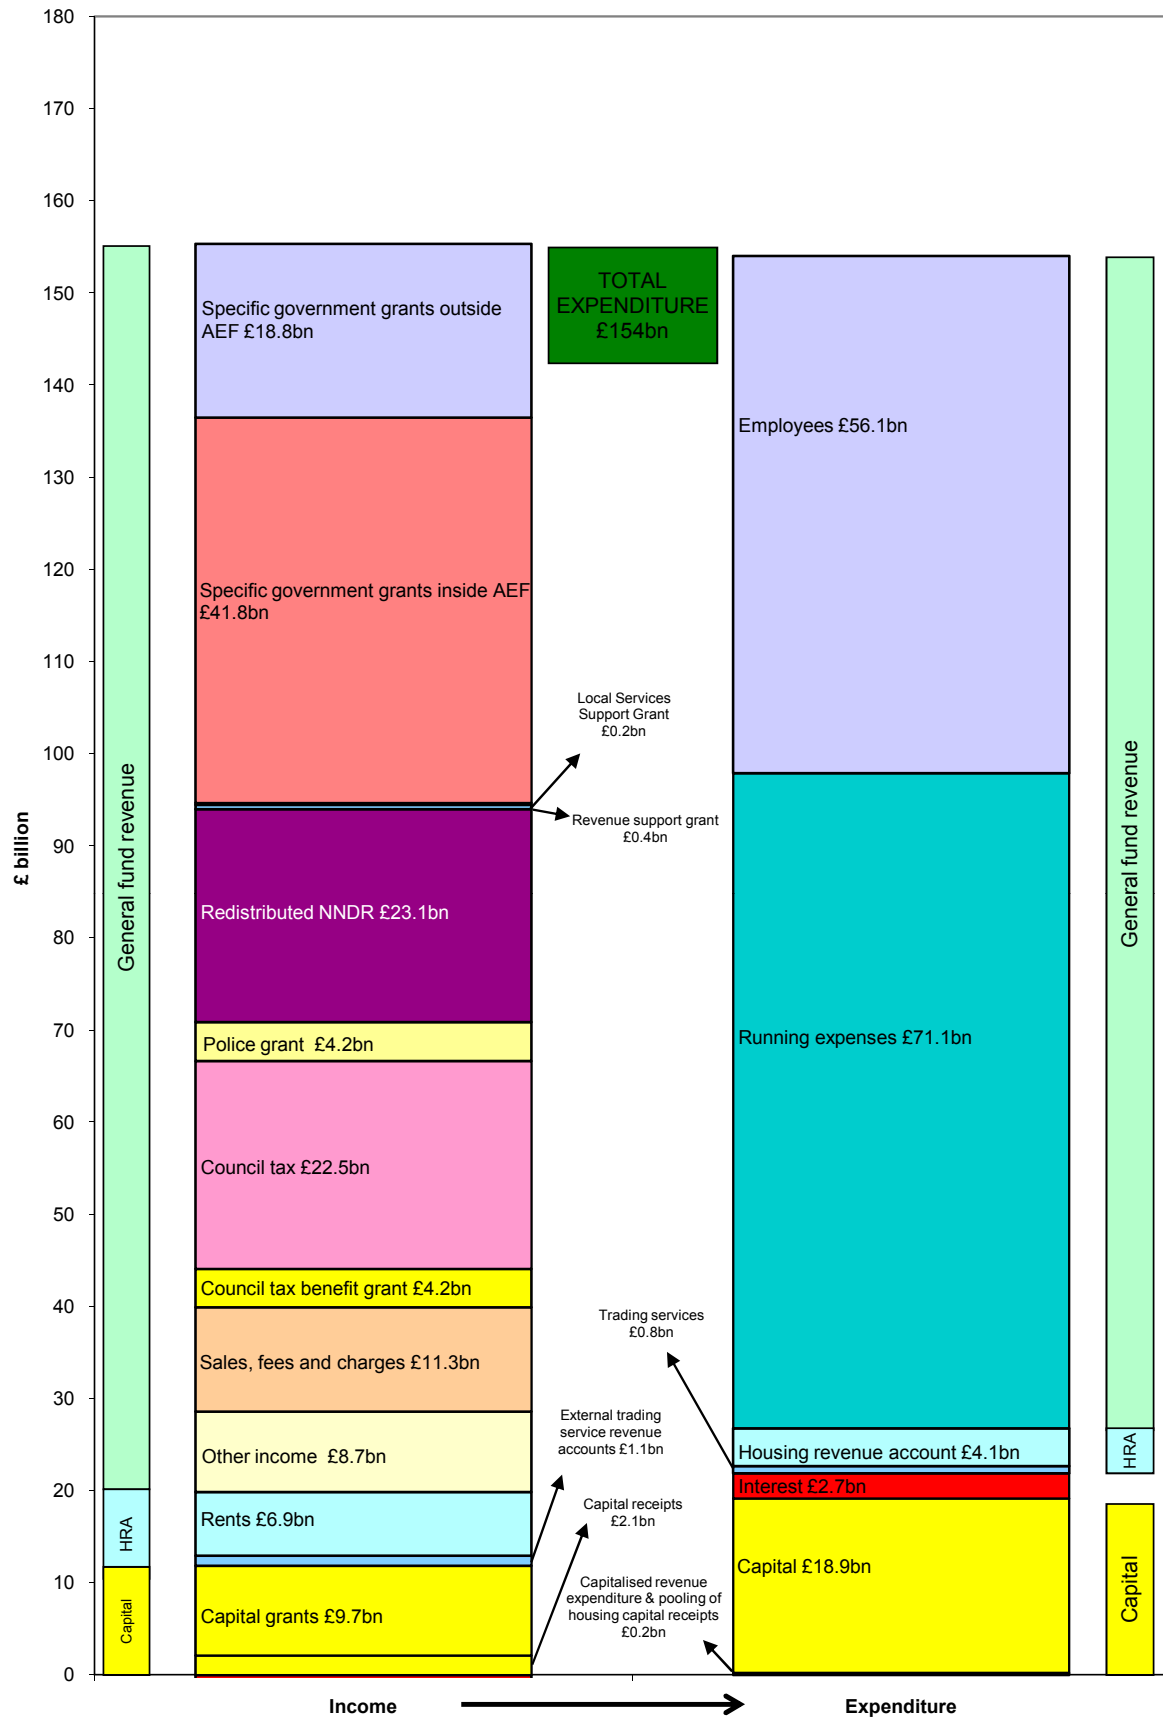 180
170
160
150
140
130
120
110
100
90
80
70
60
50
40
30
20
10
0
£ billion
General fund revenue
HRA
Capital
Specific government grants outside
AEF £18.8bn
Specific government grants inside AEF
£41.8bn
Redistributed NNDR £23.1bn
Police grant  £4.2bn
Council tax £22.5bn
Council tax benefit grant £4.2bn
Sales, fees and charges £11.3bn
Other income  £8.7bn
Rents £6.9bn
Capital grants £9.7bn
TOTAL
EXPENDITURE
£154bn
Local Services
Support Grant
£0.2bn
Revenue support grant
£0.4bn
Trading services
£0.8bn
External trading
service revenue
accounts £1.1bn
Capital receipts
£2.1bn
Capitalised revenue
expenditure & pooling of
housing capital receipts
£0.2bn
Employees £56.1bn
Running expenses £71.1bn
Housing revenue account £4.1bn
Interest £2.7bn
Capital £18.9bn
General fund revenue
HRA
Capital
Income
Expenditure